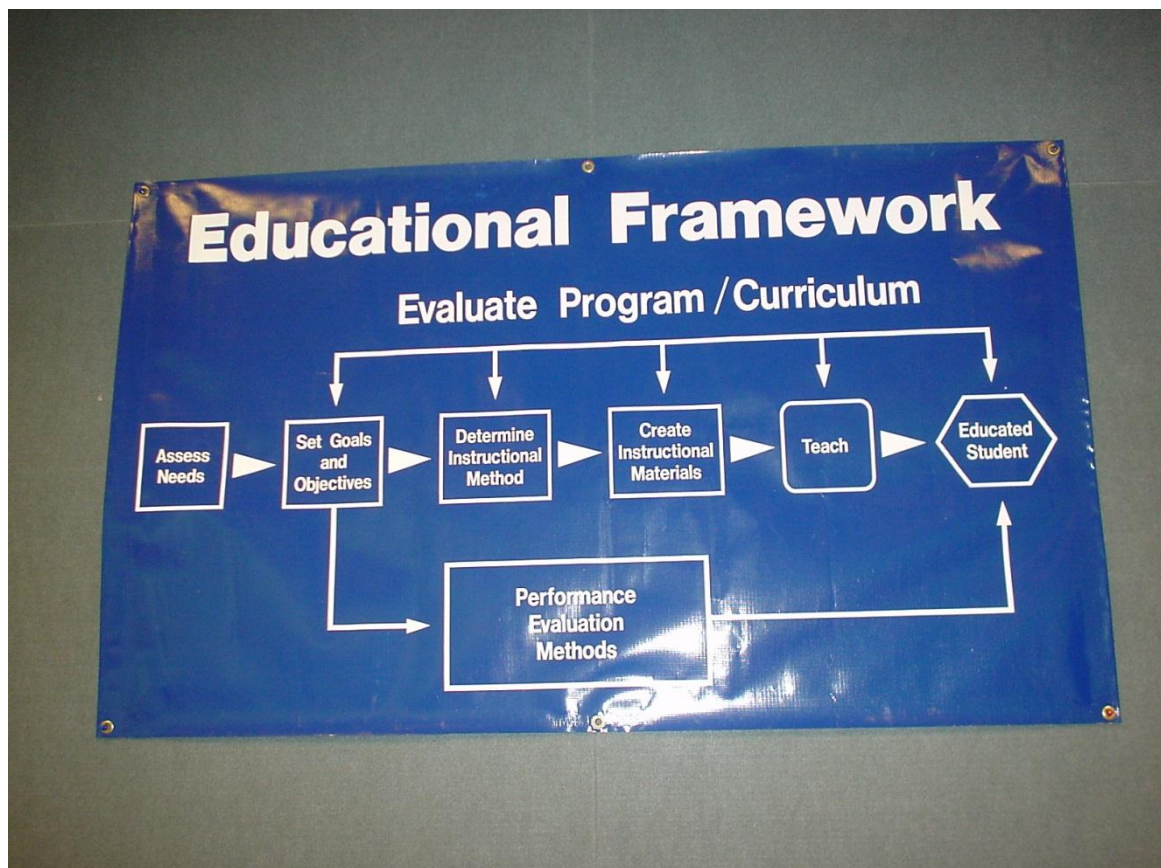 Educational Framework
Evaluate Program / Curriculum
Assess
Needs
Set Goals
and
Objectives
Determine
Instructional
Method
Create
Instructional
Materials
Teach
Educated
Student
Performance
Evaluation
Methods